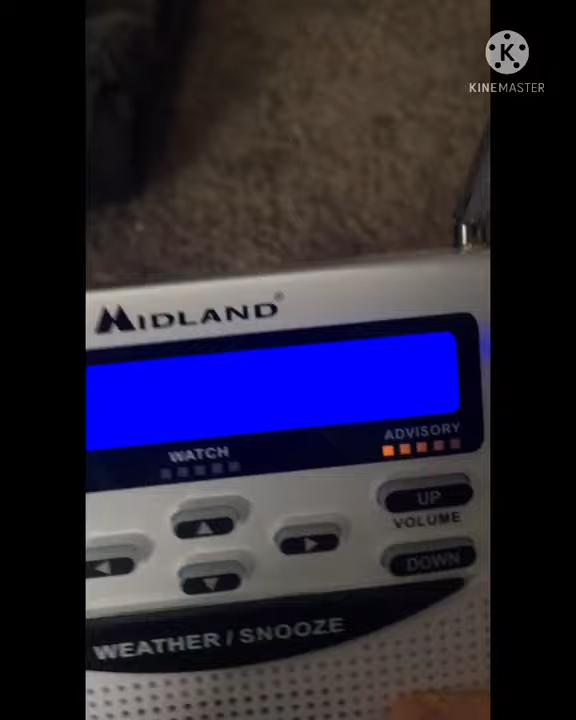 K
KINEMASTER
MIDLAND®
WATCH
ADVISORY
UP
VOLUME
DOWN
WEATHER / SNOOZE